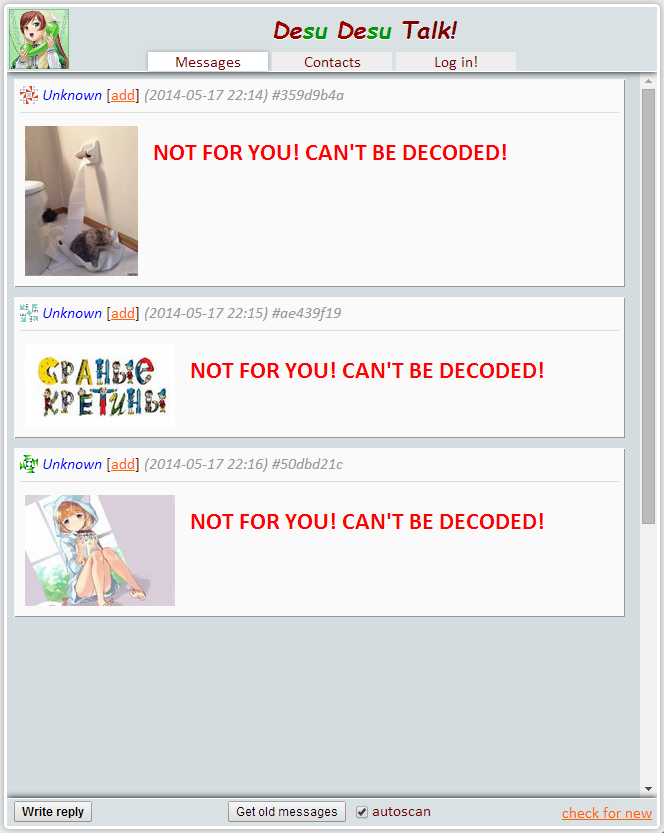 Desu Desu Talk!
Messages Contacts Log in!
Unknown [add] (2014-05-17 22:14) #359d9b4a
NOT FOR YOU! CAN'T BE DECODED!
Unknown [add] (2014-05-17 22:15) #ae439f19
СРАНЫЕ
КРЕТИНЫ
NOT FOR YOU! CAN'T BE DECODED!
Unknown [add] (2014-05-17 22:16) #50dbd21c
NOT FOR YOU! CAN'T BE DECODED!
Write reply Get old messages autoscan check for new